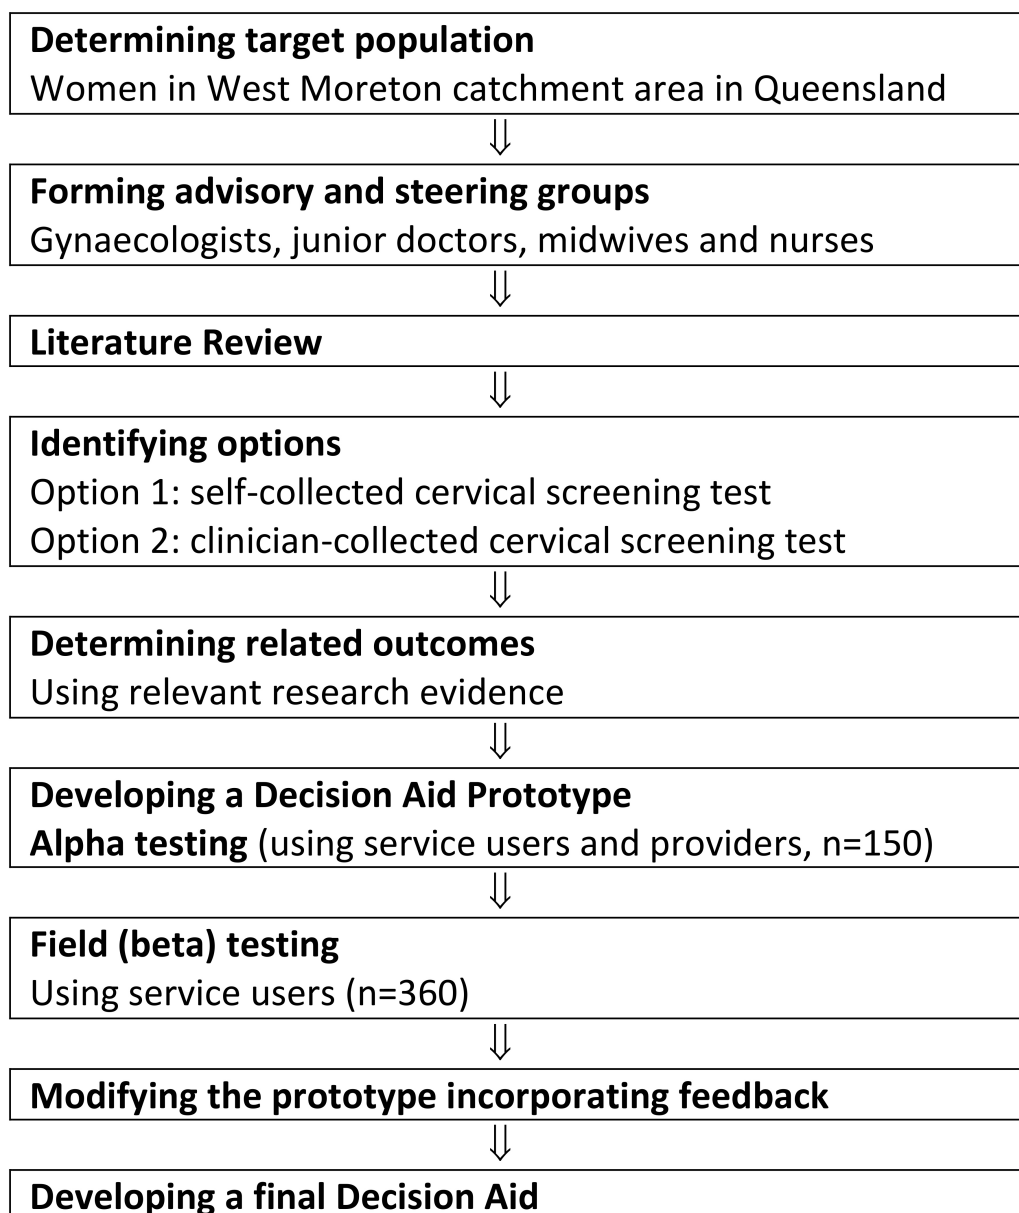 Determining target population
Women in West Moreton catchment area in Queensland
⇓
Forming advisory and steering groups
Gynaecologists, junior doctors, midwives and nurses
⇓
Literature Review
⇓
Identifying options
Option 1: self-collected cervical screening test
Option 2: clinician-collected cervical screening test
⇓
Determining related outcomes
Using relevant research evidence
⇓
Developing a Decision Aid Prototype
Alpha testing (using service users and providers, n=150)
⇓
Field (beta) testing
Using service users (n=360)
⇓
Modifying the prototype incorporating feedback
⇓
Developing a final Decision Aid